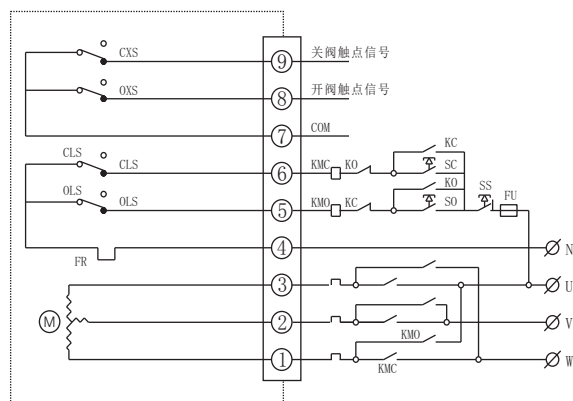 CXS ⑨ 关阀触点信号
OXS ⑧ 开阀触点信号
⑦ COM
KC
CLS CLS ⑥ KMC KO SC
KO SS FU
OLS OLS ⑤ KMO KC SO
④ N
FR
③ U
M ② V
KMO
① W
KMC